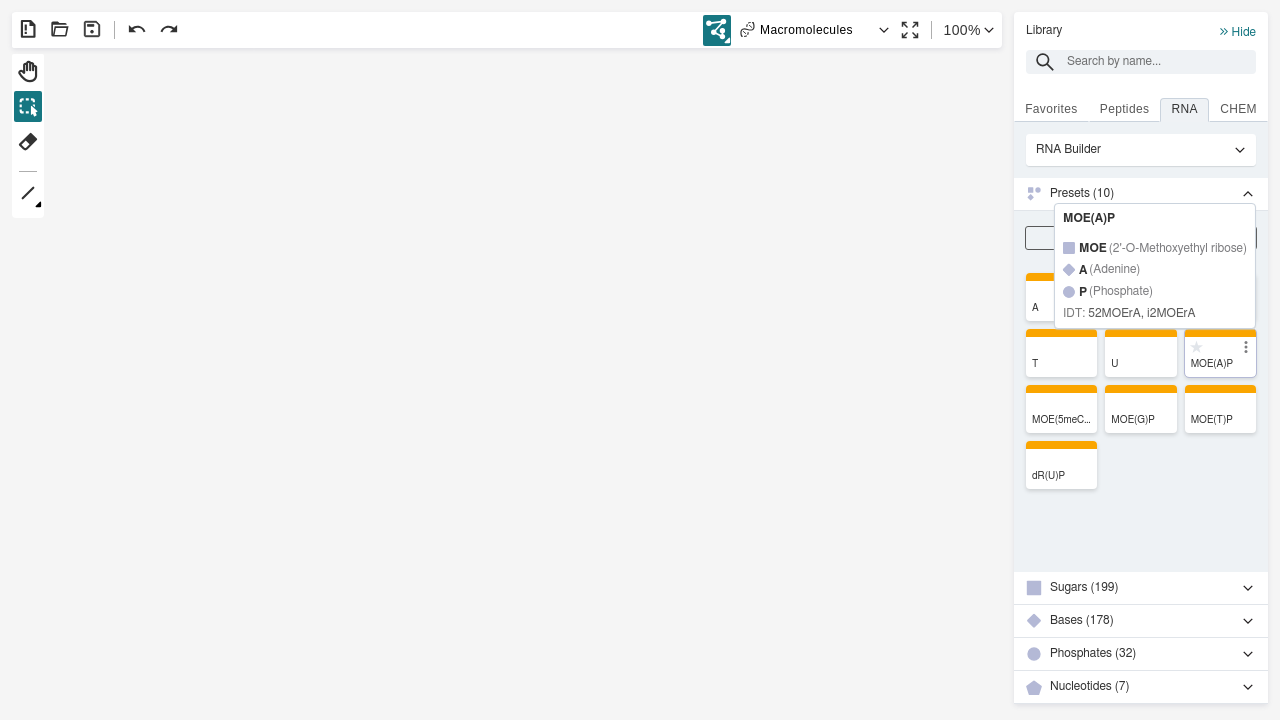 Macromolecules
100%
Library
Hide
Search by name...
Favorites
Peptides
RNA
CHEM
RNA Builder
Presets (10)
MOE(A)P
MOE (2′-O-Methoxyethyl ribose)
A (Adenine)
P (Phosphate)
IDT: 52MOErA, i2MOErA
A
T
U
MOE(A)P
MOE(5meC...
MOE(G)P
MOE(T)P
dR(U)P
Sugars (199)
Bases (178)
Phosphates (32)
Nucleotides (7)